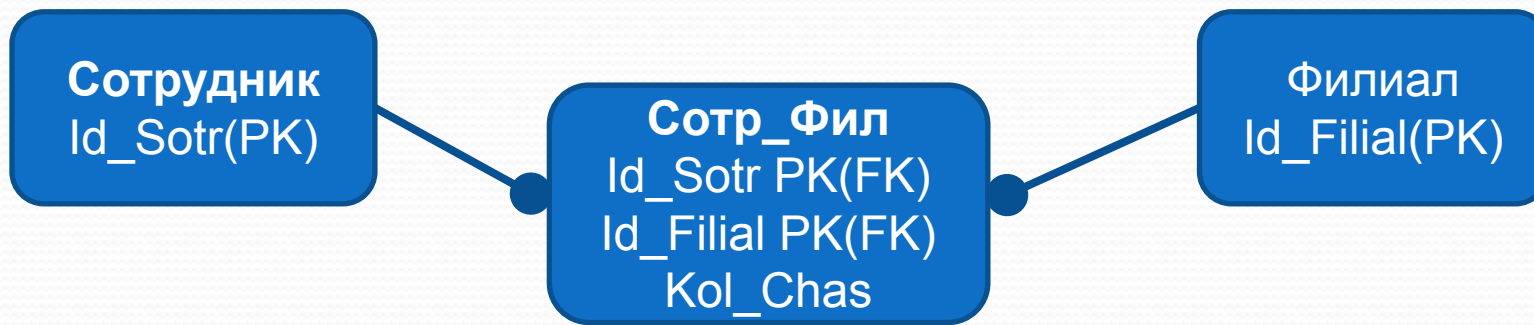 Сотрудник
Id_Sotr(PK)
Сотр_Фил
Id_Sotr PK(FK)
Id_Filial PK(FK)
Kol_Chas
Филиал
Id_Filial(PK)